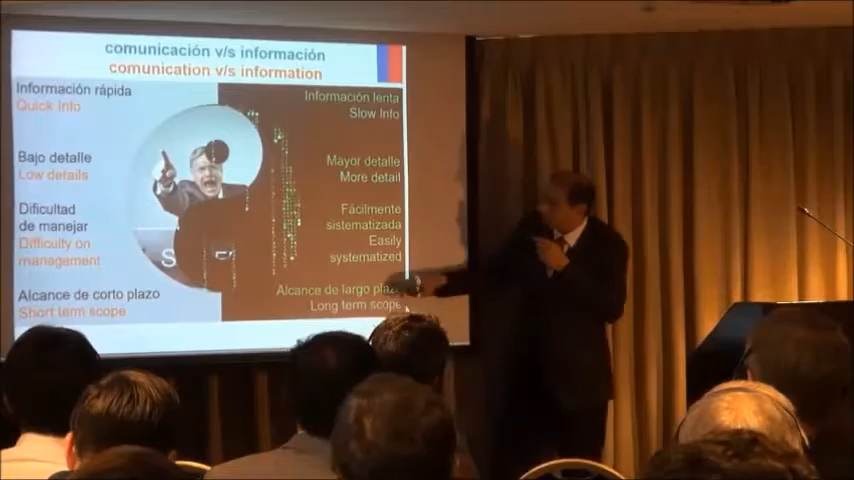 comunicación v/s información
communication v/s information
Información rápida
Quick info
Bajo detalle
Low details
Dificultad
de manejar
Difficulty on
management
Alcance de corto plazo
Short term scope
Información lenta
Slow Info
Mayor detalle
More detail
Fácilmente
sistematizada
Easily
systematized
Alcance de largo plazo
Long term scope